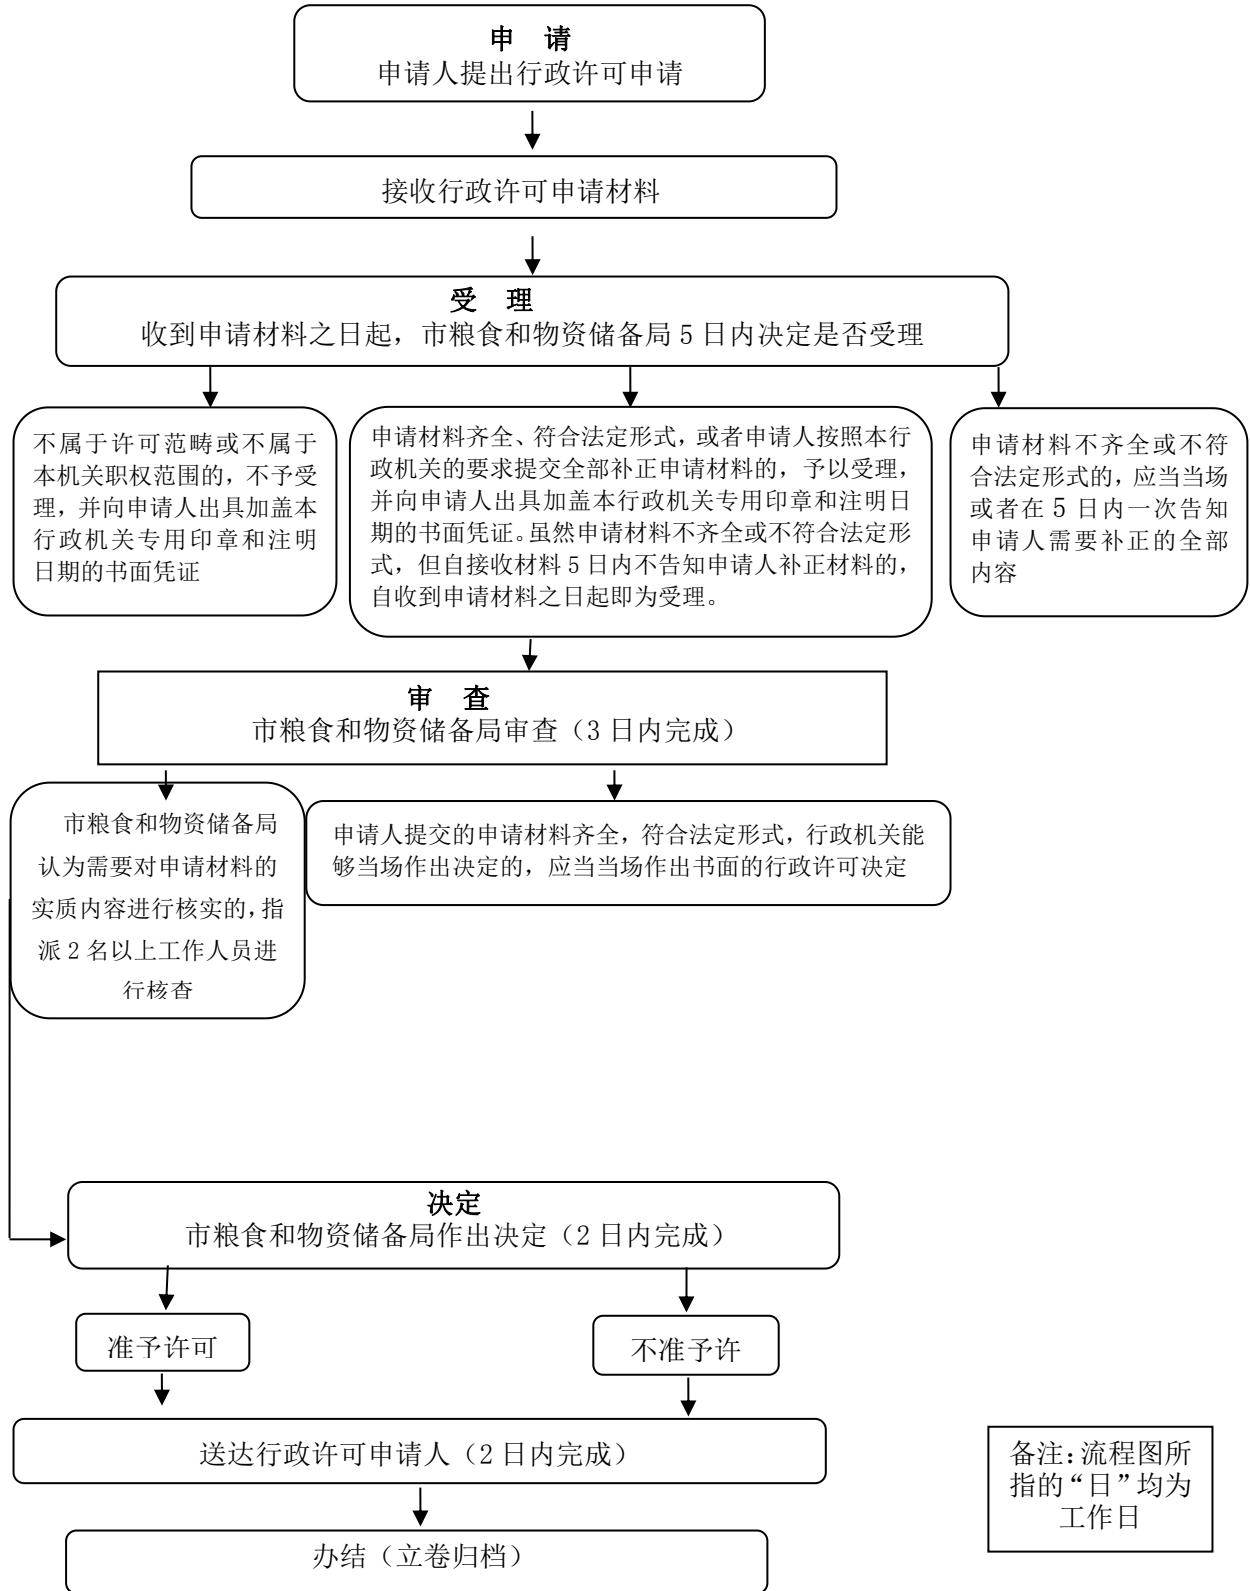 申 请
申请人提出行政许可申请
接收行政许可申请材料
受 理
收到申请材料之日起，市粮食和物资储备局 5 日内决定是否受理
不属于许可范畴或不属于
本机关职权范围的，不予受
理，并向申请人出具加盖本
行政机关专用印章和注明
日期的书面凭证
申请材料齐全、符合法定形式，或者申请人按照本行
政机关的要求提交全部补正申请材料的，予以受理，
并向申请人出具加盖本行政机关专用印章和注明日
期的书面凭证。虽然申请材料不齐全或不符合法定形
式，但自接收材料 5 日内不告知申请人补正材料的，
自收到申请材料之日起即为受理。
申请材料不齐全或不符
合法定形式的，应当当场
或者在 5 日内一次告知
申请人需要补正的全部
内容
审 查
市粮食和物资储备局审查（3 日内完成）
市粮食和物资储备局
认为需要对申请材料的
实质内容进行核实的，指
派 2 名以上工作人员进
行核查
申请人提交的申请材料齐全，符合法定形式，行政机关能
够当场作出决定的，应当当场作出书面的行政许可决定
决定
市粮食和物资储备局作出决定（2 日内完成）
准予许可
不准予许
送达行政许可申请人（2 日内完成）
办结（立卷归档）
备注：流程图所
指的“日”均为
工作日